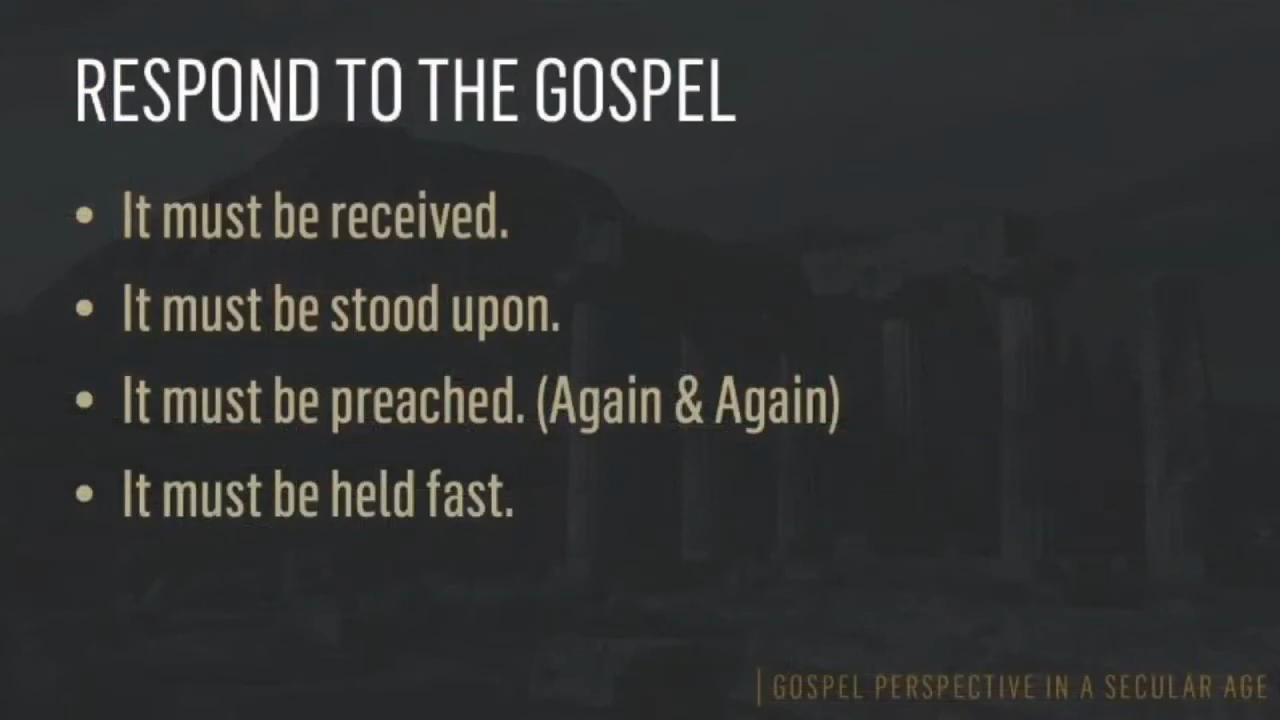 RESPOND TO THE GOSPEL
• It must be received.
• It must be stood upon.
• It must be preached. (Again & Again)
• It must be held fast.
| GOSPEL PERSPECTIVE IN A SECULAR AGE